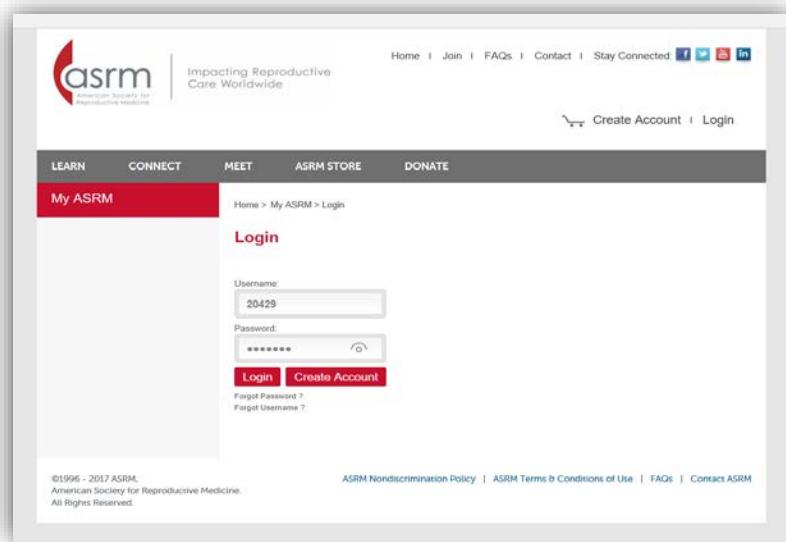 asrm
American Society for
Reproductive Medicine
Impacting Reproductive
Care Worldwide
Home | Join | FAQs | Contact | Stay Connected:
Create Account | Login
LEARN CONNECT MEET ASRM STORE DONATE
My ASRM
Home > My ASRM > Login
Login
Username:
20429
Password:
•••••••
Login Create Account
Forgot Password ?
Forgot Username ?
©1996 - 2017 ASRM,
American Society for Reproductive Medicine.
All Rights Reserved.
ASRM Nondiscrimination Policy | ASRM Terms & Conditions of Use | FAQs | Contact ASRM